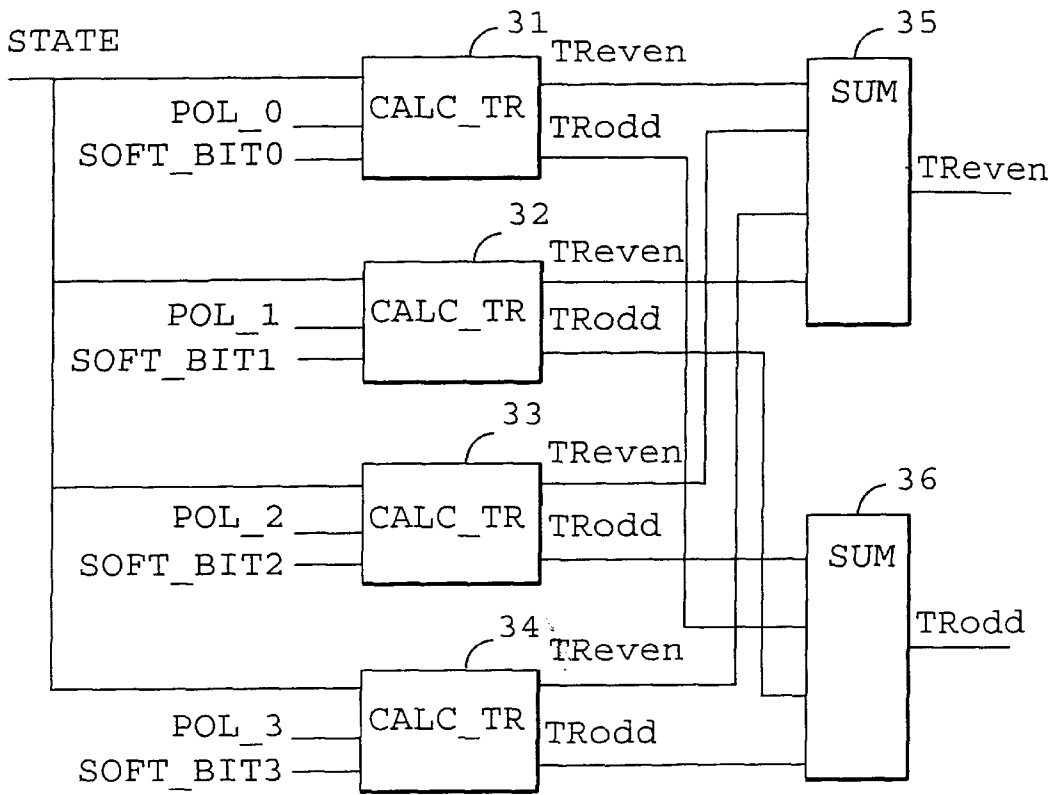 STATE
31
TReven
35
CALC_TR
SUM
POL_0
TRodd
SOFT_BIT0
TReven
32
TReven
CALC_TR
POL_1
TRodd
SOFT_BIT1
33
TReven
36
CALC_TR
POL_2
TRodd
SOFT_BIT2
SUM
TRodd
34
TReven
CALC_TR
POL_3
TRodd
SOFT_BIT3